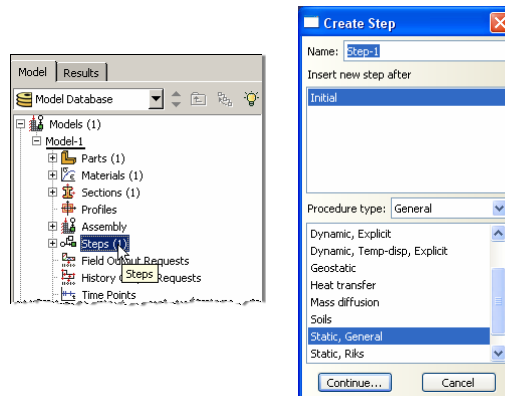 Model
Results
Model Database
Models (1)
Model-1
Parts (1)
Materials (1)
Sections (1)
Profiles
Assembly
Steps (1)
Field Output Requests
History Output Requests
Steps
Time Points
Create Step
Name: Step-1
Insert new step after
Initial
Procedure type: General
Dynamic, Explicit
Dynamic, Temp-disp, Explicit
Geostatic
Heat transfer
Mass diffusion
Soils
Static, General
Static, Riks
Continue...
Cancel